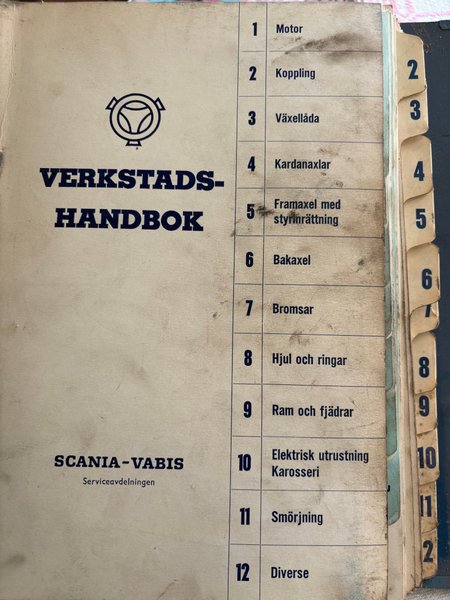 VERKSTADS-
HANDBOK
SCANIA-VABIS
Serviceavdelningen
1 Motor
2 Koppling
3 Växellåda
4 Kardanaxlar
5 Framaxel med
styrinrättning
6 Bakaxel
7 Bromsar
8 Hjul och ringar
9 Ram och fjädrar
10 Elektrisk utrustning
Karosseri
11 Smörjning
12 Diverse
2
3
4
5
6
7
8
9
10
11
2